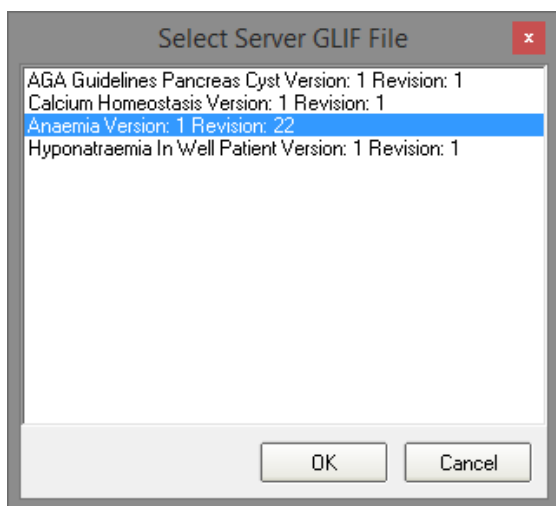 Select Server GLIF File
x
AGA Guidelines Pancreas Cyst Version: 1 Revision: 1
Calcium Homeostasis Version: 1 Revision: 1
Anaemia Version: 1 Revision: 22
Hyponatraemia In Well Patient Version: 1 Revision: 1
OK Cancel